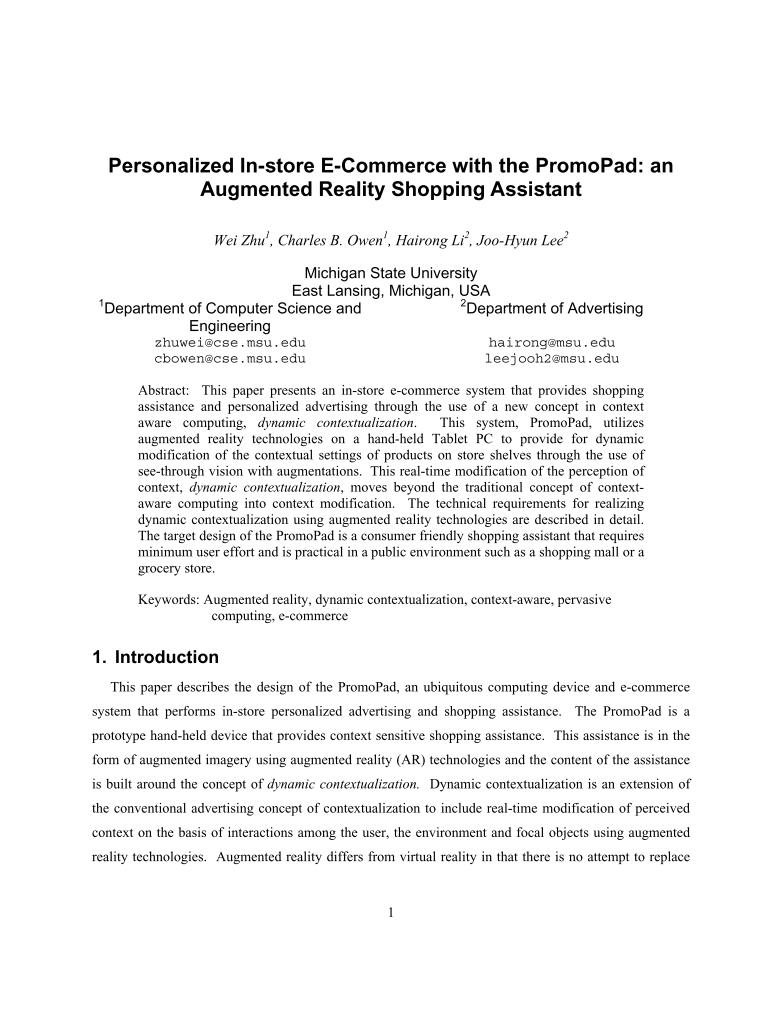 Personalized In-store E-Commerce with the PromoPad: an
Augmented Reality Shopping Assistant
Wei Zhu1, Charles B. Owen1, Hairong Li2, Joo-Hyun Lee2
Michigan State University
East Lansing, Michigan, USA
1Department of Computer Science and
Engineering
zhuwei@cse.msu.edu
cbowen@cse.msu.edu
2Department of Advertising
hairong@msu.edu
leejooh2@msu.edu
Abstract: This paper presents an in-store e-commerce system that provides shopping
assistance and personalized advertising through the use of a new concept in context
aware computing, dynamic contextualization. This system, PromoPad, utilizes
augmented reality technologies on a hand-held Tablet PC to provide for dynamic
modification of the contextual settings of products on store shelves through the use of
see-through vision with augmentations. This real-time modification of the perception of
context, dynamic contextualization, moves beyond the traditional concept of context-
aware computing into context modification. The technical requirements for realizing
dynamic contextualization using augmented reality technologies are described in detail.
The target design of the PromoPad is a consumer friendly shopping assistant that requires
minimum user effort and is practical in a public environment such as a shopping mall or a
grocery store.
Keywords: Augmented reality, dynamic contextualization, context-aware, pervasive
computing, e-commerce
1. Introduction
This paper describes the design of the PromoPad, an ubiquitous computing device and e-commerce
system that performs in-store personalized advertising and shopping assistance. The PromoPad is a
prototype hand-held device that provides context sensitive shopping assistance. This assistance is in the
form of augmented imagery using augmented reality (AR) technologies and the content of the assistance
is built around the concept of dynamic contextualization. Dynamic contextualization is an extension of
the conventional advertising concept of contextualization to include real-time modification of perceived
context on the basis of interactions among the user, the environment and focal objects using augmented
reality technologies. Augmented reality differs from virtual reality in that there is no attempt to replace
1